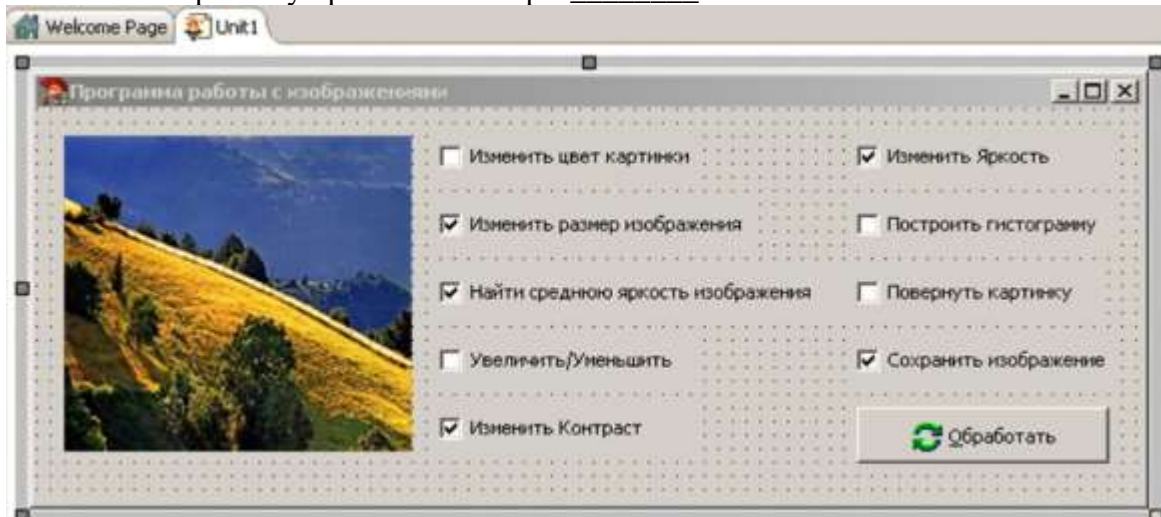 Welcome Page
Unit1
Программа работы с изображениями
Изменить цвет картинки
Изменить размер изображения
Найти среднюю яркость изображения
Увеличить/Уменьшить
Изменить Контраст
Изменить Яркость
Построить гистограмму
Повернуть картинку
Сохранить изображение
Обработать